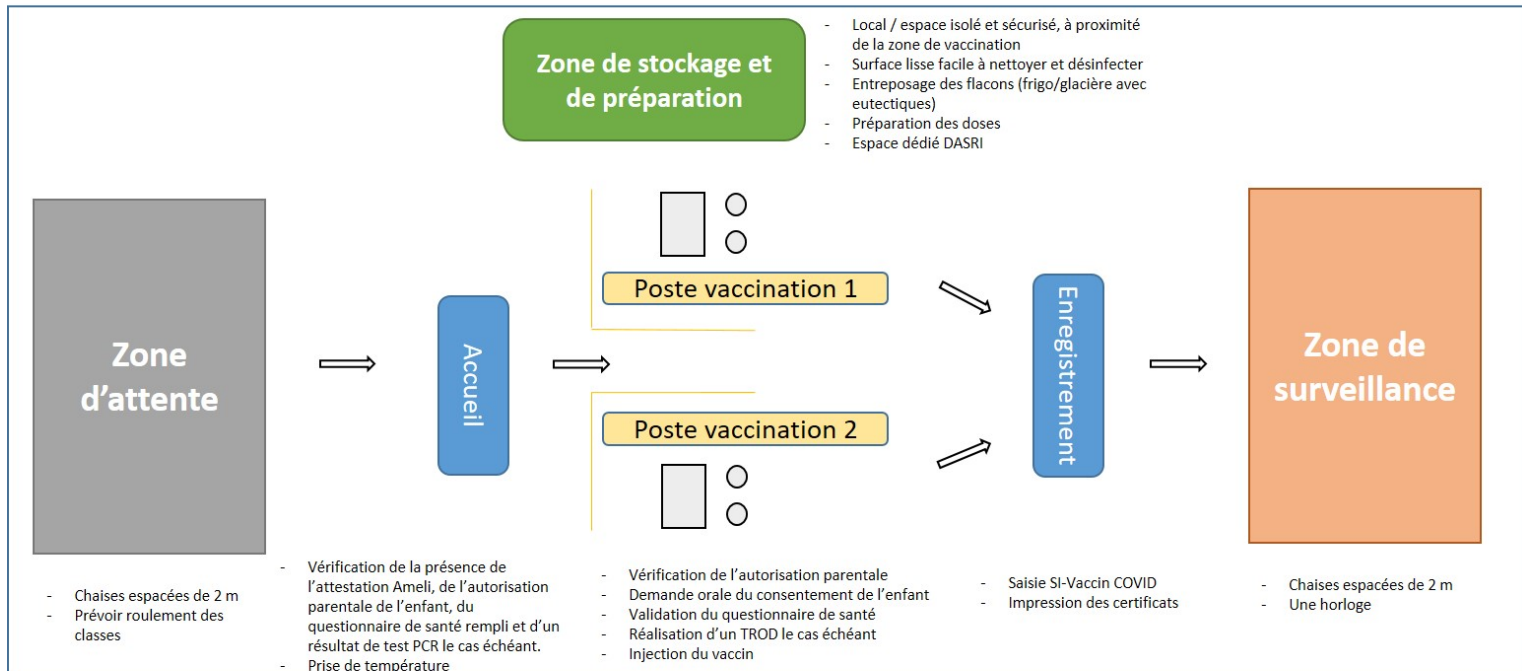 Zone de stockage et
de préparation
- Local / espace isolé et sécurisé, à proximité
de la zone de vaccination
- Surface lisse facile à nettoyer et désinfecter
- Entreposage des flacons (frigo/glacière avec
eutectiques)
- Préparation des doses
- Espace dédié DASRI
Zone
d’attente
- Chaises espacées de 2 m
- Prévoir roulement des
classes
Accueil
- Vérification de la présence de
l’attestation Ameli, de l’autorisation
parentale de l’enfant, du
questionnaire de santé rempli et d’un
résultat de test PCR le cas échéant.
- Prise de température
Poste vaccination 1
Poste vaccination 2
- Vérification de l’autorisation parentale
- Demande orale du consentement de l’enfant
- Validation du questionnaire de santé
- Réalisation d’un TROD le cas échéant
- Injection du vaccin
Enregistrement
- Saisie SI-Vaccin COVID
- Impression des certificats
Zone de
surveillance
- Chaises espacées de 2 m
- Une horloge